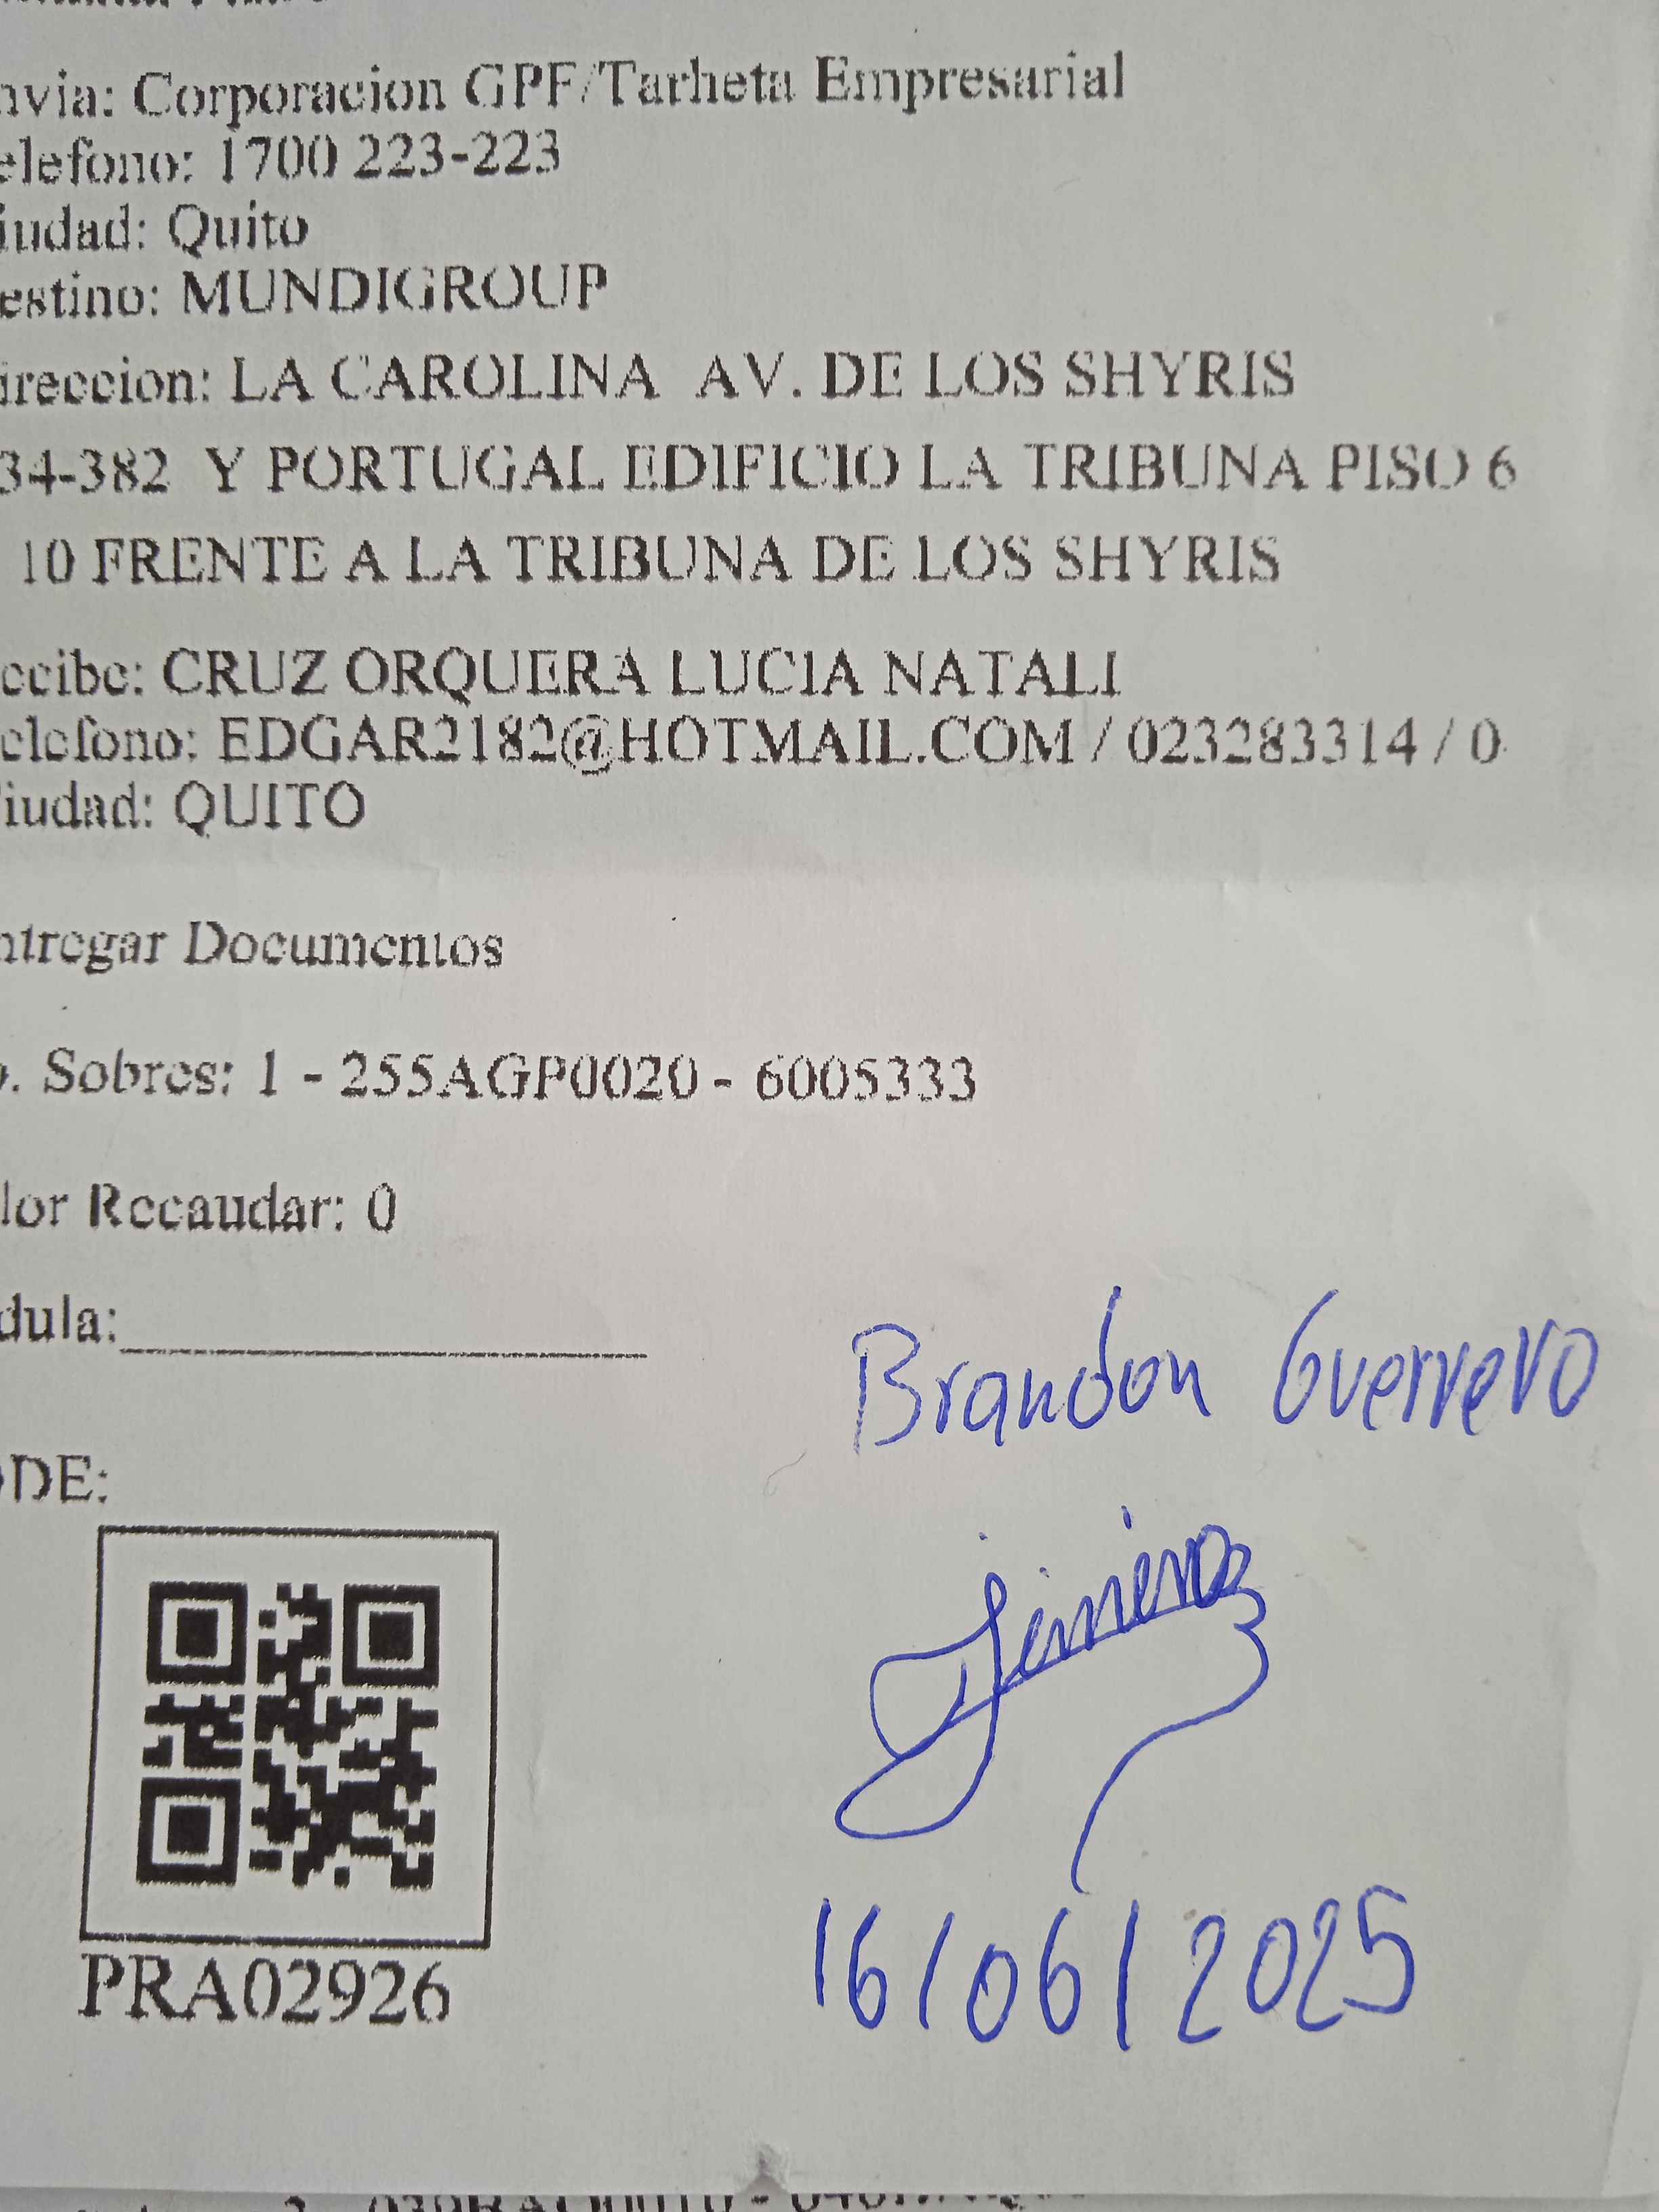 nvia: Corporacion GPF/Tarheta Empresarial
elefono: 1700 223-223
iudad: Quito
estino: MUNDIGROUP
ireccion: LA CAROLINA AV. DE LOS SHYRIS
34-382 Y PORTUGAL EDIFICIO LA TRIBUNA PISO 6
10 FRENTE A LA TRIBUNA DE LOS SHYRIS
ecibe: CRUZ ORQUERA LUCIA NATALI
elefono: EDGAR2182@HOTMAIL.COM / 023283314 / 0
iudad: QUITO
ntregar Documentos
o. Sobres: 1 - 255AGP0020 - 6005333
lor Recaudar: 0
dula:
Brandon Guerrero
ODE:
PRA02926
16/06/2025